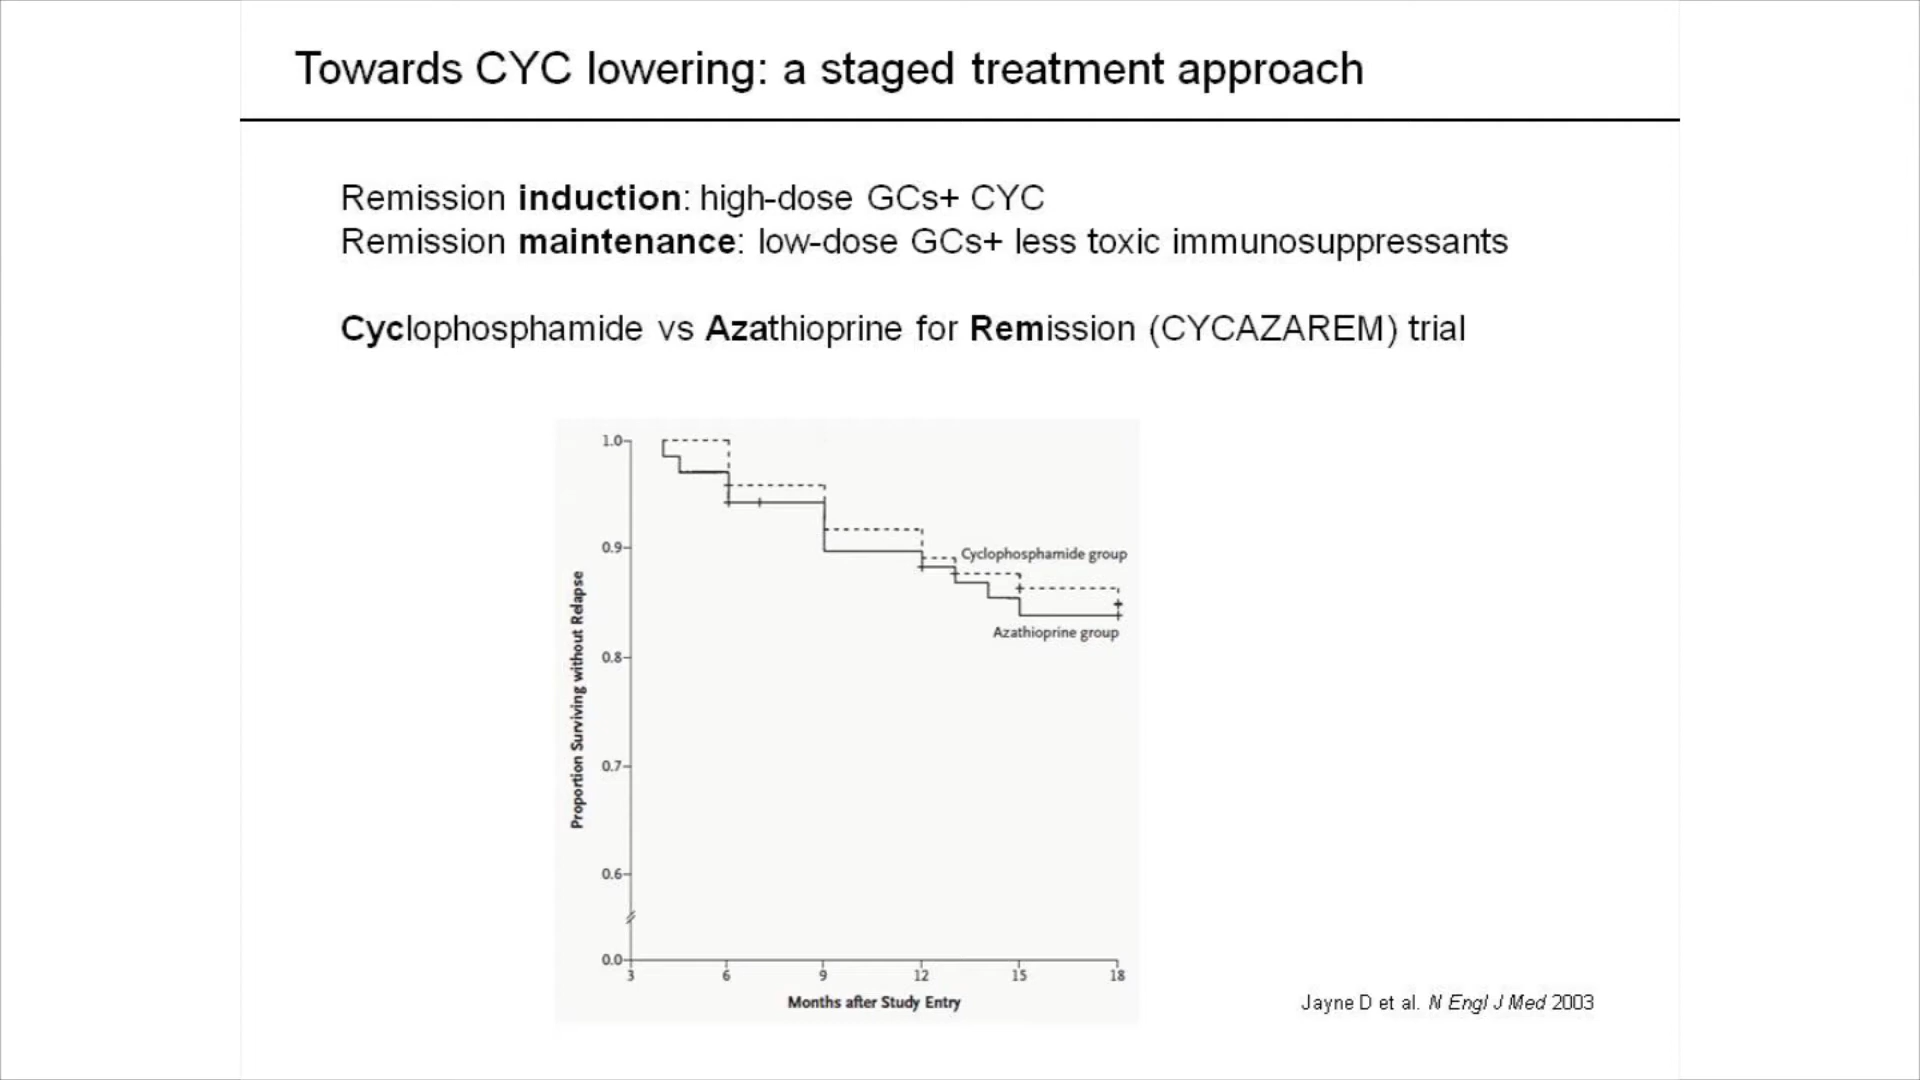 Towards CYC lowering: a staged treatment approach
Remission induction: high-dose GCs+ CYC
Remission maintenance: low-dose GCs+ less toxic immunosuppressants
Cyclophosphamide vs Azathioprine for Remission (CYCAZAREM) trial
1.0
0.9
0.8
0.7
0.6
0.0
Proportion Surviving without Relapse
Cyclophosphamide group
Azathioprine group
3 6 9 12 15 18
Months after Study Entry
Jayne D et al. N Engl J Med 2003